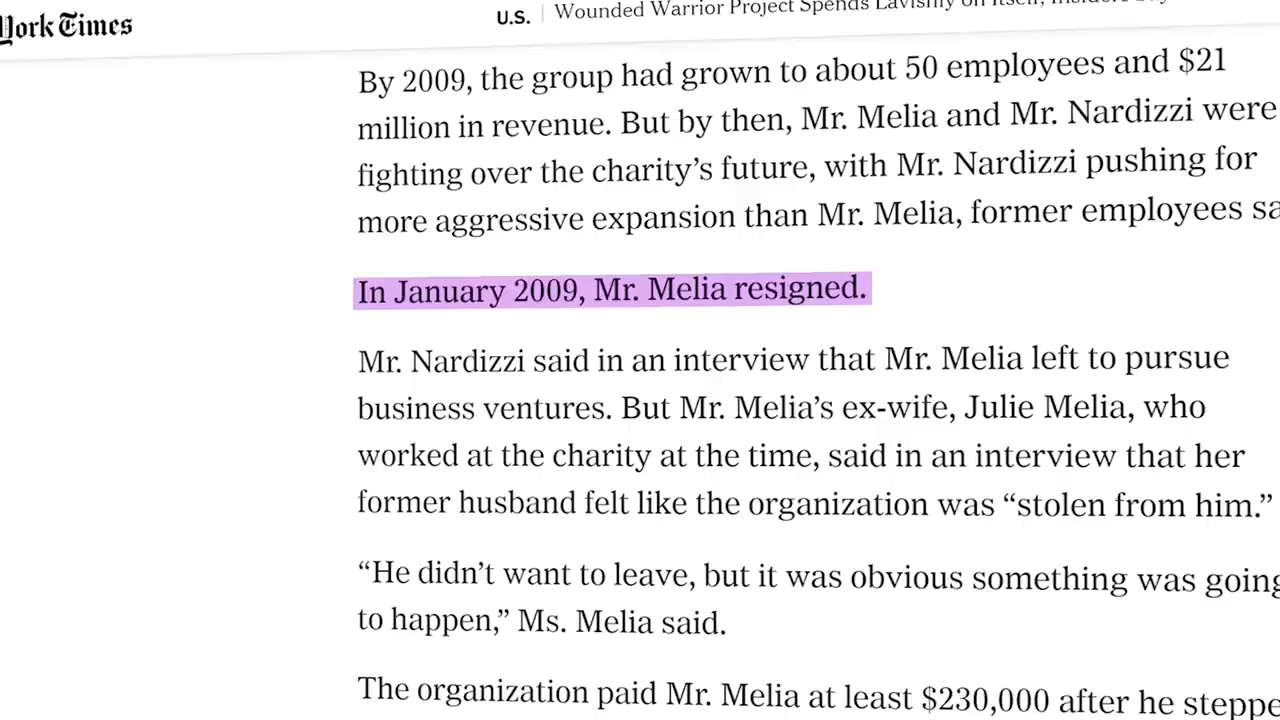 York Times
U.S. Wounded Warrior Project Spends Lavishly on Itself, Insiders Say
By 2009, the group had grown to about 50 employees and $21
million in revenue. But by then, Mr. Melia and Mr. Nardizzi were
fighting over the charity’s future, with Mr. Nardizzi pushing for
more aggressive expansion than Mr. Melia, former employees sa
In January 2009, Mr. Melia resigned.
Mr. Nardizzi said in an interview that Mr. Melia left to pursue
business ventures. But Mr. Melia’s ex-wife, Julie Melia, who
worked at the charity at the time, said in an interview that her
former husband felt like the organization was “stolen from him.”
“He didn’t want to leave, but it was obvious something was going
to happen,” Ms. Melia said.
The organization paid Mr. Melia at least $230,000 after he steppe